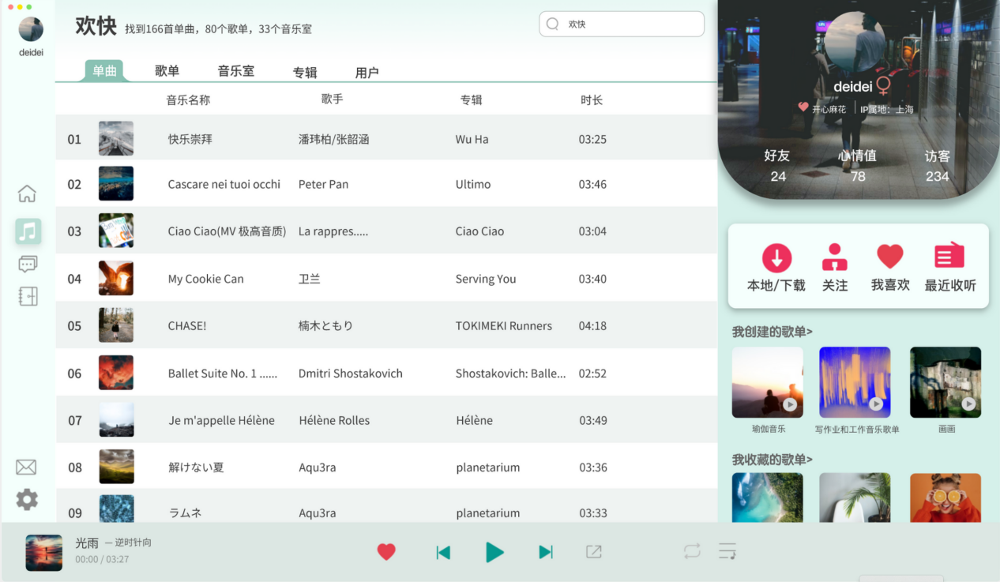 deidei
欢快 找到166首单曲，80个歌单，33个音乐室
欢快
单曲 歌单 音乐室 专辑 用户
音乐名称 歌手 专辑 时长
01 快乐崇拜 潘玮柏/张韶涵 Wu Ha 03:25
02 Cascare nei tuoi occhi Peter Pan Ultimo 03:46
03 Ciao Ciao(MV 极高音质) La rappres..... Ciao Ciao 03:04
04 My Cookie Can 卫兰 Serving You 03:40
05 CHASE! 楠木ともり TOKIMEKI Runners 04:18
06 Ballet Suite No. 1 ...... Dmitri Shostakovich Shostakovich: Balle... 02:52
07 Je m'appelle Hélène Hélène Rolles Hélène 03:49
08 解けない夏 Aqu3ra planetarium 03:36
09 ラムネ Aqu3ra planetarium 03:33
deidei
开心麻花 IP属地：上海
好友 心情值 访客
24 78 234
本地/下载 关注 我喜欢 最近收听
我创建的歌单>
瑜伽音乐 写作业和工作音乐歌单 画画
我收藏的歌单>
光雨 —逆时针向
00:00 / 03:27